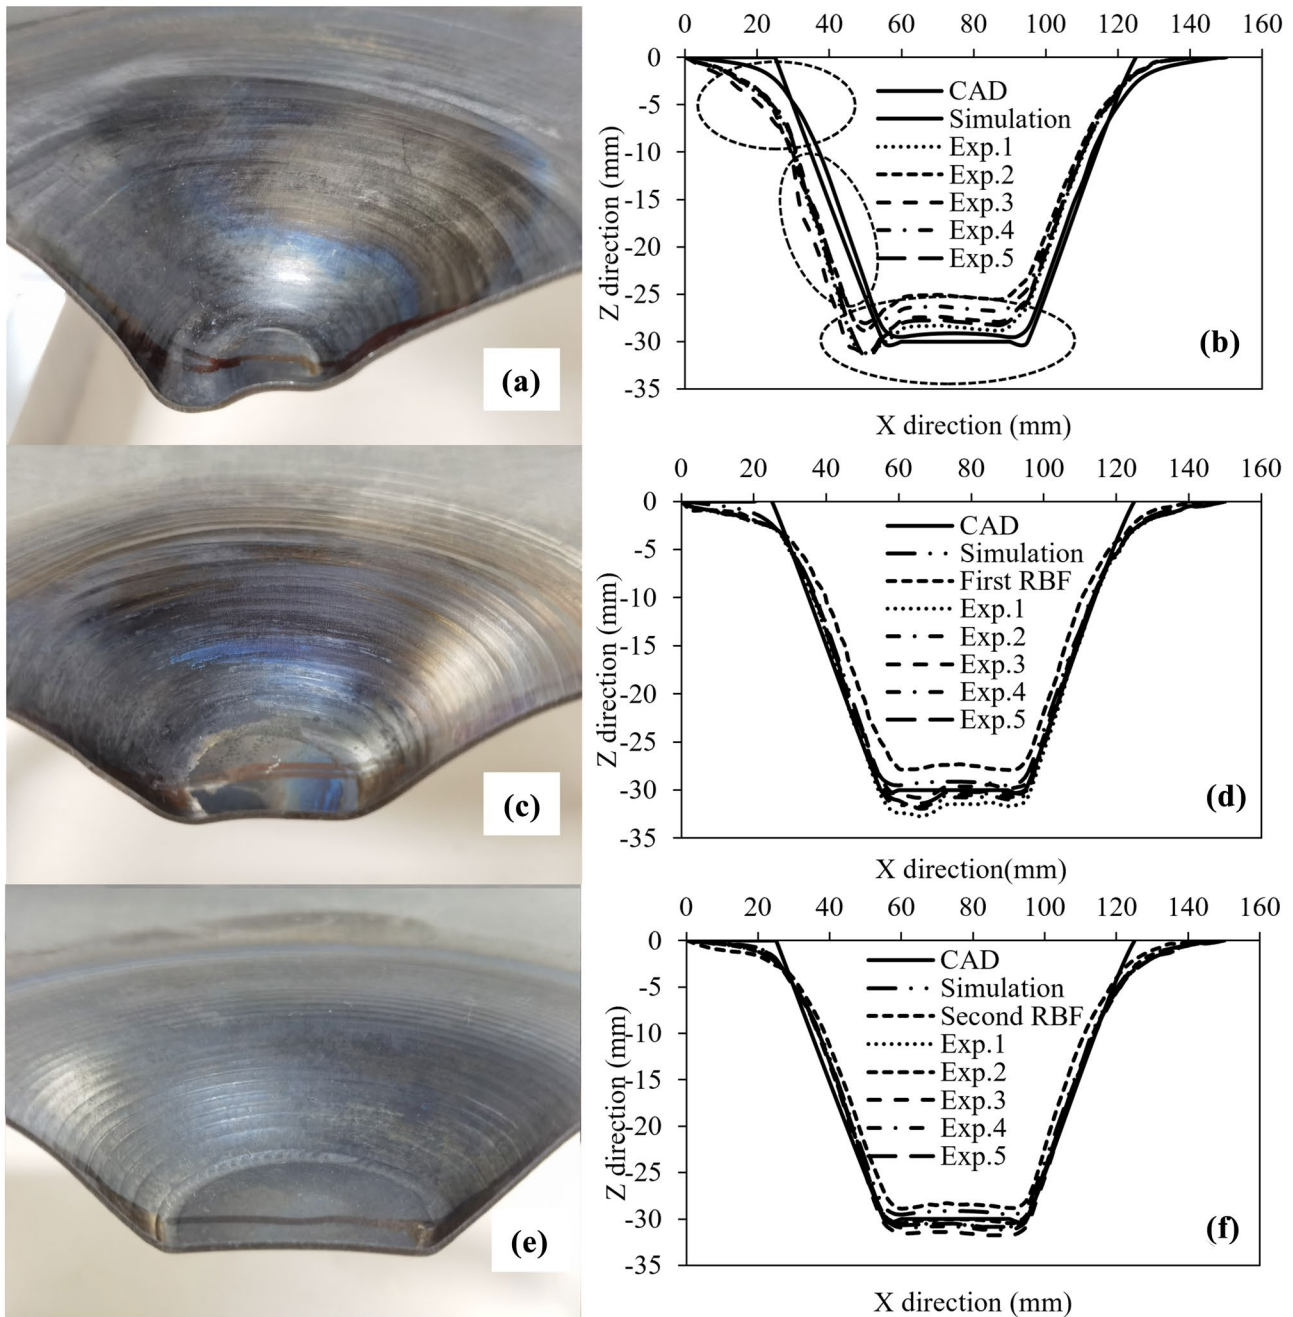 (a)
0 20 40 60 80 100 120 140 160
0
-5
-10
-15
-20
-25
-30
-35
Z direction (mm)
CAD
Simulation
Exp.1
Exp.2
Exp.3
Exp.4
Exp.5
(b)
X direction (mm)
(c)
0 20 40 60 80 100 120 140 160
0
-5
-10
-15
-20
-25
-30
-35
Z direction (mm)
CAD
Simulation
First RBF
Exp.1
Exp.2
Exp.3
Exp.4
Exp.5
(d)
X direction(mm)
(e)
0 20 40 60 80 100 120 140 160
0
-5
-10
-15
-20
-25
-30
-35
Z direction (mm)
CAD
Simulation
Second RBF
Exp.1
Exp.2
Exp.3
Exp.4
Exp.5
(f)
X direction (mm)